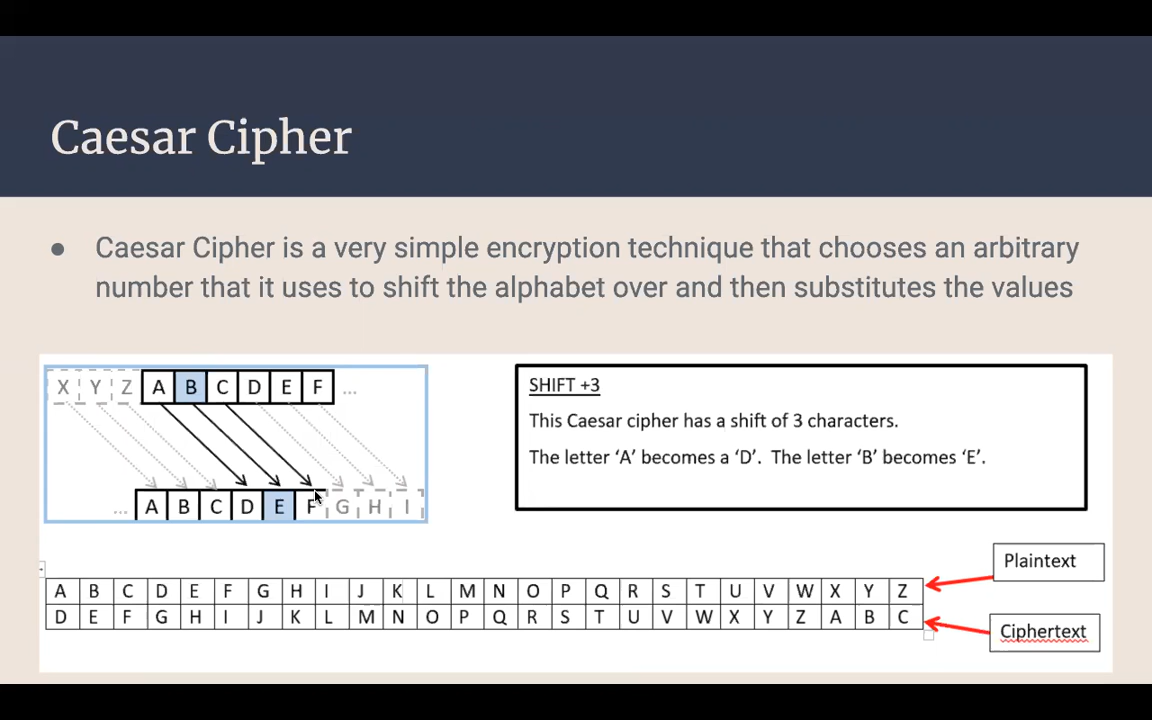 Caesar Cipher
● Caesar Cipher is a very simple encryption technique that chooses an arbitrary
number that it uses to shift the alphabet over and then substitutes the values
X Y Z A B C D E F ...
... A B C D E F G H I
SHIFT +3
This Caesar cipher has a shift of 3 characters.
The letter ‘A’ becomes a ‘D’. The letter ‘B’ becomes ‘E’.
Plaintext
A B C D E F G H I J K L M N O P Q R S T U V W X Y Z
D E F G H I J K L M N O P Q R S T U V W X Y Z A B C
Ciphertext